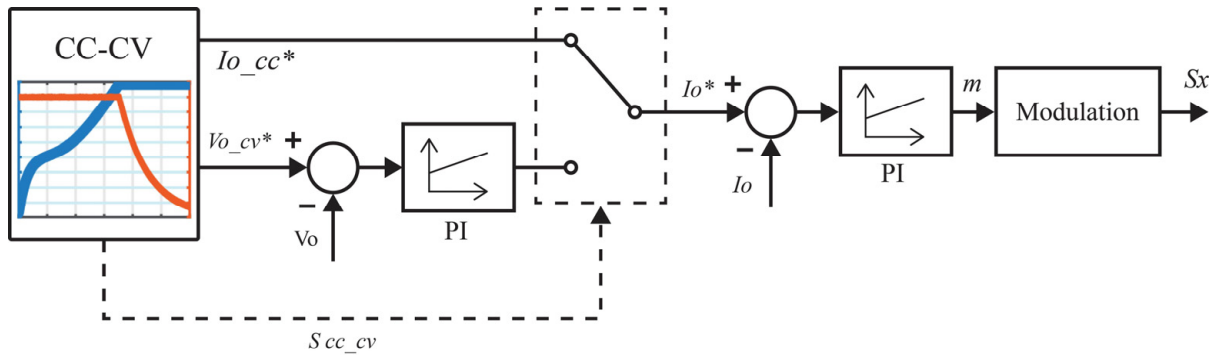 CC-CV
Io_cc*
Vo_cv*
+
−
Vo
PI
Io*
+
−
Io
PI
m
Modulation
Sx
S cc_cv